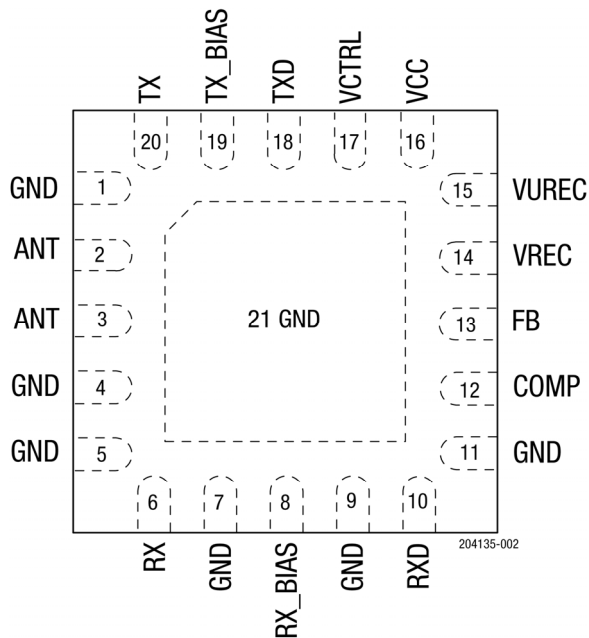 TX
TX_BIAS
TXD
VCTRL
VCC
20
19
18
17
16
GND 1
15 VUREC
ANT 2
14 VREC
ANT 3
21 GND
13 FB
GND 4
12 COMP
GND 5
11 GND
6
7
8
9
10
RX
GND
RX_BIAS
GND
RXD
204135-002